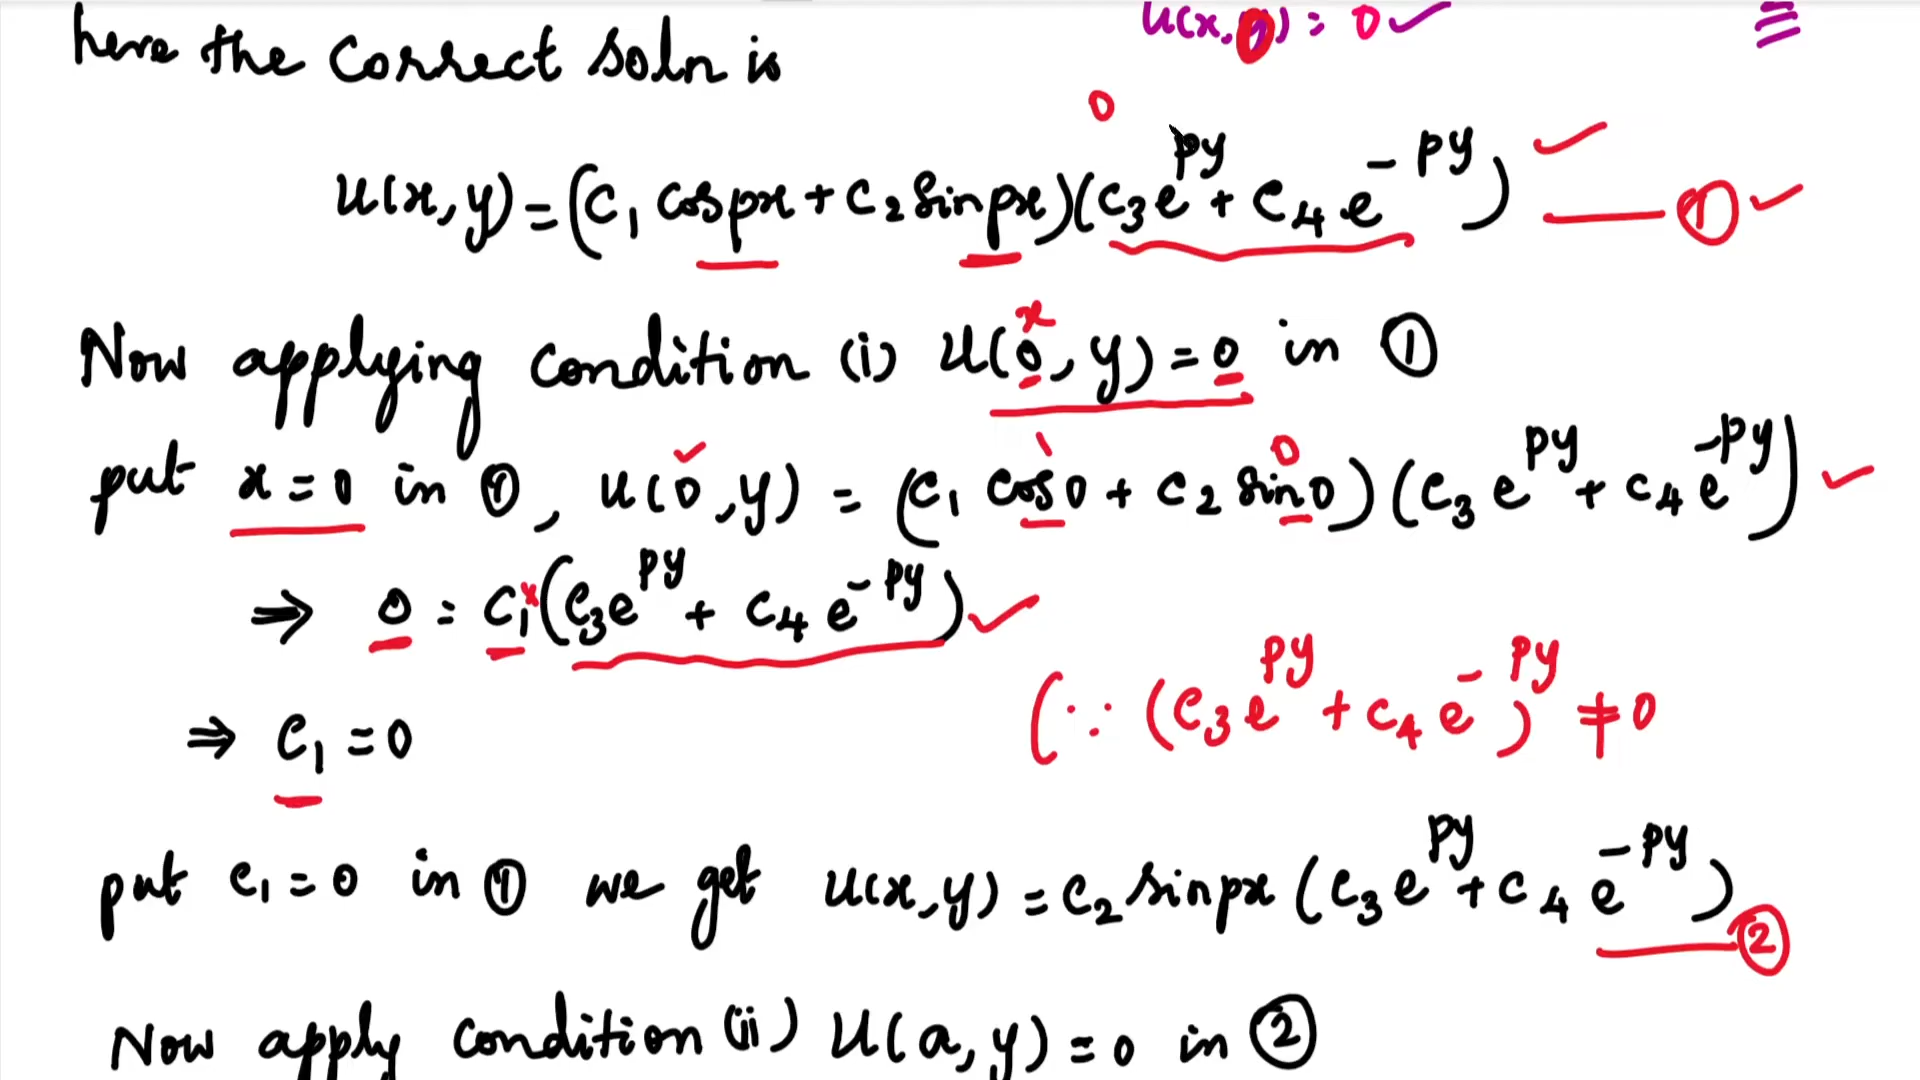 u(x,0) = 0 ✓ ≡
here the correct soln is
0
u(x,y) = (c₁ cospx + c₂ sinpx)(c₃e^{py} + c₄e^{-py}) ✓ — ① ✓
x
Now applying condition (i) u(0,y) = 0 in ①
put x = 0 in ①, u(0,y) = (c₁ cos0 + c₂ sin0)(c₃e^{py} + c₄e^{-py}) ✓
⇒ 0 = c₁(c₃e^{py} + c₄e^{-py}) ✓
⇒ c₁ = 0 (∵ (c₃e^{py} + c₄e^{-py}) ≠ 0
put c₁ = 0 in ① we get u(x,y) = c₂ sinpx (c₃e^{py} + c₄e^{-py}) — ②
Now apply condition (ii) u(a,y) = 0 in ②